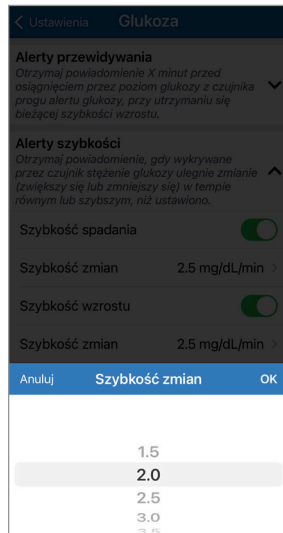 Ustawienia Glukoza
Alerty przewidywania
Otrzymaj powiadomienie X minut przed
osiągnięciem przez poziom glukozy z czujnika
progu alertu glukozy, przy utrzymaniu się
bieżącej szybkości wzrostu.
Alerty szybkości
Otrzymaj powiadomienie, gdy wykrywane
przez czujnik stężenie glukozy ulegnie zmianie
(zwiększy się lub zmniejszy się) w tempie
równym lub szybszym, niż ustawiono.
Szybkość spadania
Szybkość zmian 2.5 mg/dL/min
Szybkość wzrostu
Szybkość zmian 2.5 mg/dL/min
Anuluj Szybkość zmian OK
1.5
2.0
2.5
3.0
3.5